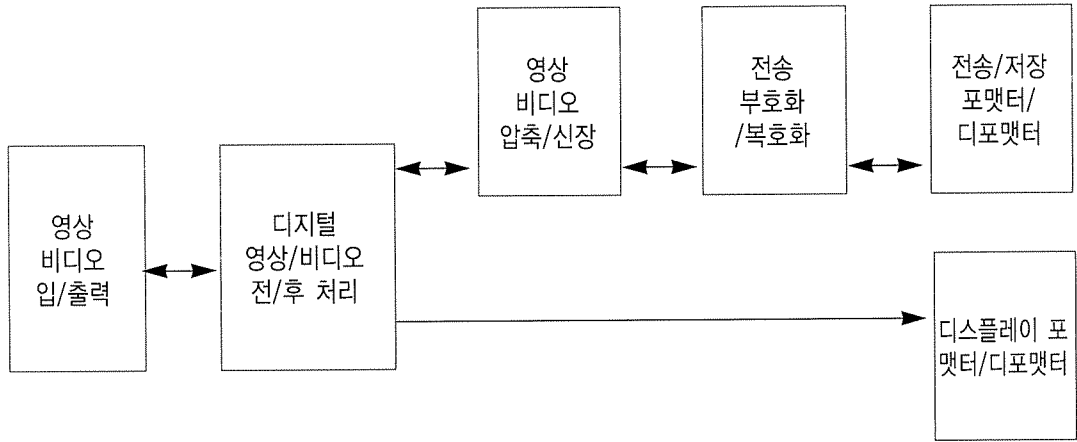 영상
비디오
입/출력
디지털
영상/비디오
전/후 처리
영상
비디오
압축/신장
전송
부호화
/복호화
전송/저장
포맷터/
디포맷터
디스플레이 포
맷터/디포맷터